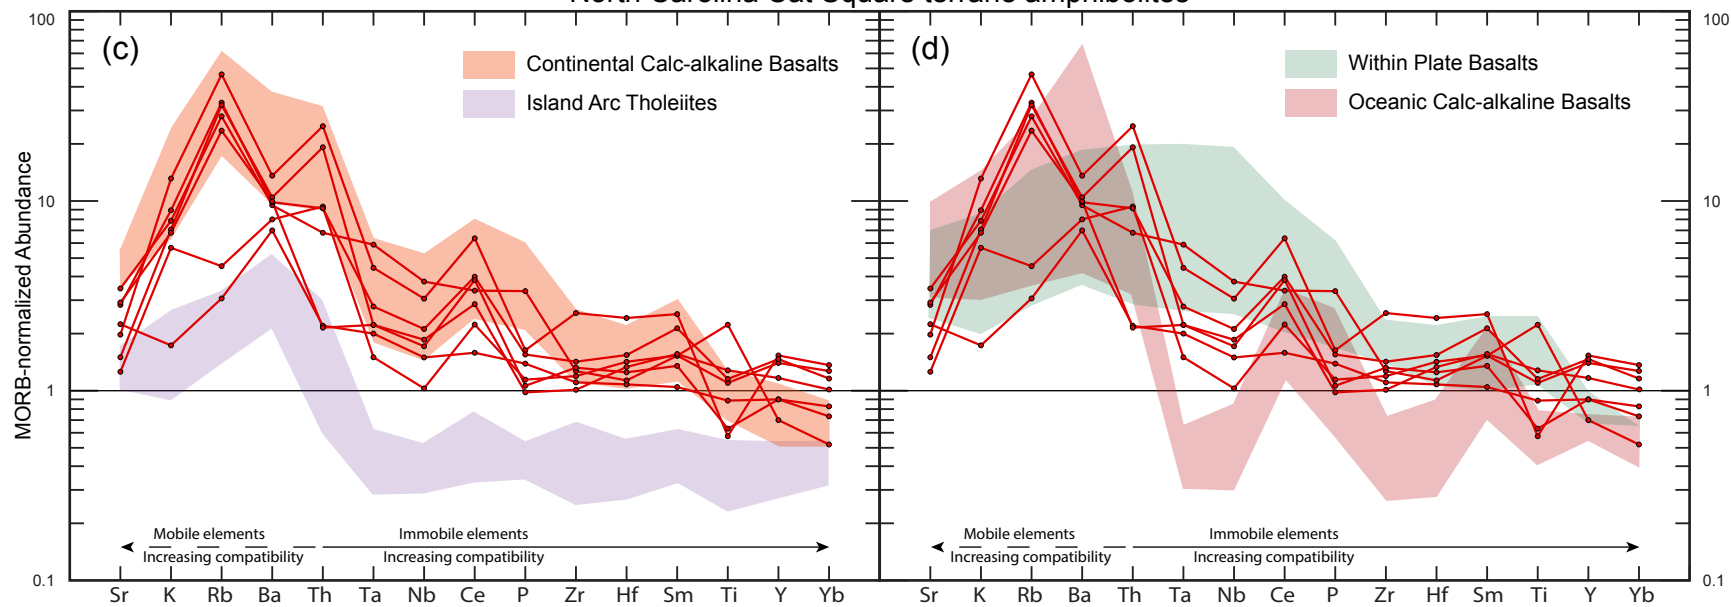 North Carolina Cat Square terrane amphibolites
100
(c)
Continental Calc-alkaline Basalts
Island Arc Tholeiites
(d)
Within Plate Basalts
Oceanic Calc-alkaline Basalts
100
MORB-normalized Abundance
10
10
1
1
Mobile elements
Immobile elements
Increasing compatibility
Increasing compatibility
Mobile elements
Immobile elements
Increasing compatibility
Increasing compatibility
0.1
0.1
Sr K Rb Ba Th Ta Nb Ce P Zr Hf Sm Ti Y Yb
Sr K Rb Ba Th Ta Nb Ce P Zr Hf Sm Ti Y Yb